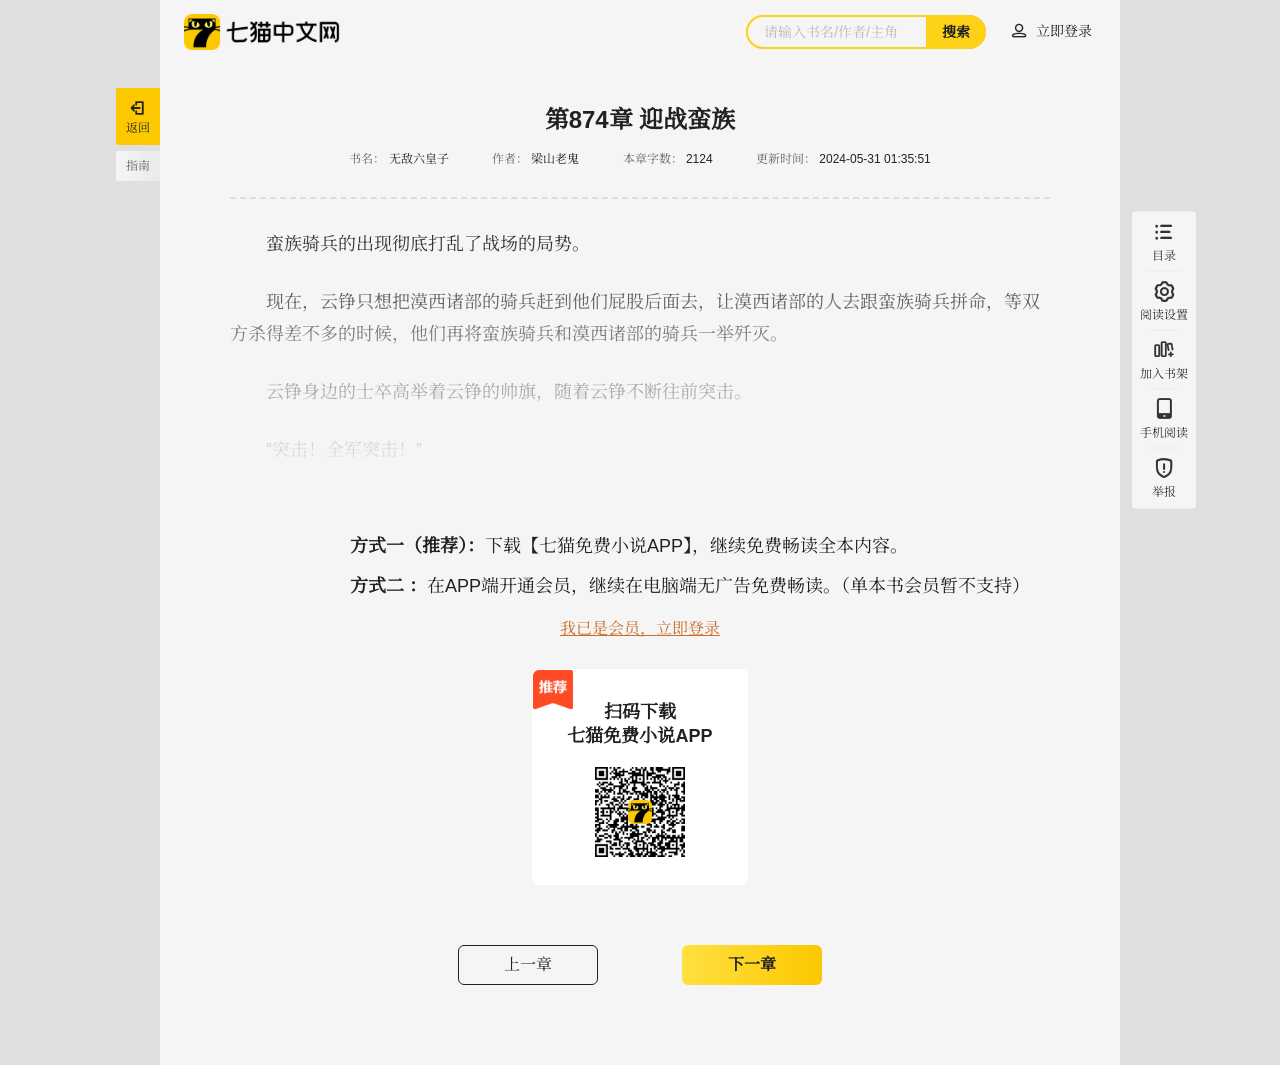 七猫中文网
请输入书名/作者/主角
搜索
立即登录
返回
指南
第874章 迎战蛮族
书名： 无敌六皇子 作者： 梁山老鬼 本章字数： 2124 更新时间： 2024-05-31 01:35:51
蛮族骑兵的出现彻底打乱了战场的局势。
现在，云铮只想把漠西诸部的骑兵赶到他们屁股后面去，让漠西诸部的人去跟蛮族骑兵拼命，等双
方杀得差不多的时候，他们再将蛮族骑兵和漠西诸部的骑兵一举歼灭。
云铮身边的士卒高举着云铮的帅旗，随着云铮不断往前突击。
“突击！全军突击！”
目录
阅读设置
加入书架
手机阅读
举报
方式一（推荐）：下载【七猫免费小说APP】，继续免费畅读全本内容。
方式二 ：在APP端开通会员，继续在电脑端无广告免费畅读。（单本书会员暂不支持）
我已是会员，立即登录
推荐
扫码下载
七猫免费小说APP
上一章
下一章